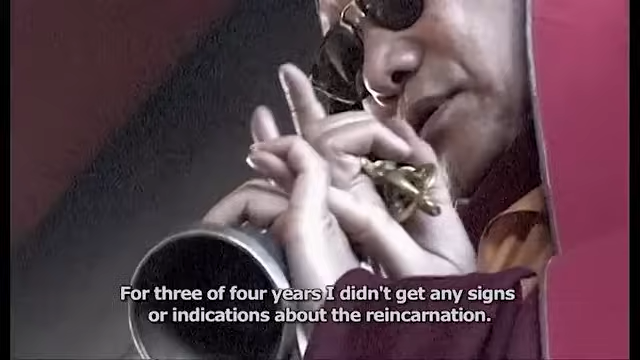 For three of four years I didn't get any signs
or indications about the reincarnation.